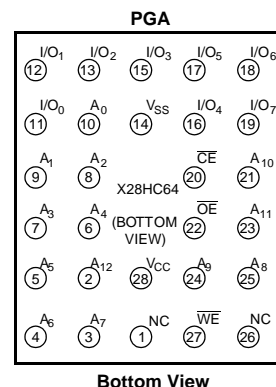 PGA
I/O1 I/O2 I/O3 I/O5 I/O6
12 13 15 17 18
I/O0 A0 VSS I/O4 I/O7
11 10 14 16 19
A1 A2 CE A10
9 8 X28HC64 20 21
A3 A4 (BOTTOM VIEW) OE A11
7 6 22 23
A5 A12 VCC A9 A8
5 2 28 24 25
A6 A7 NC WE NC
4 3 1 27 26
Bottom View